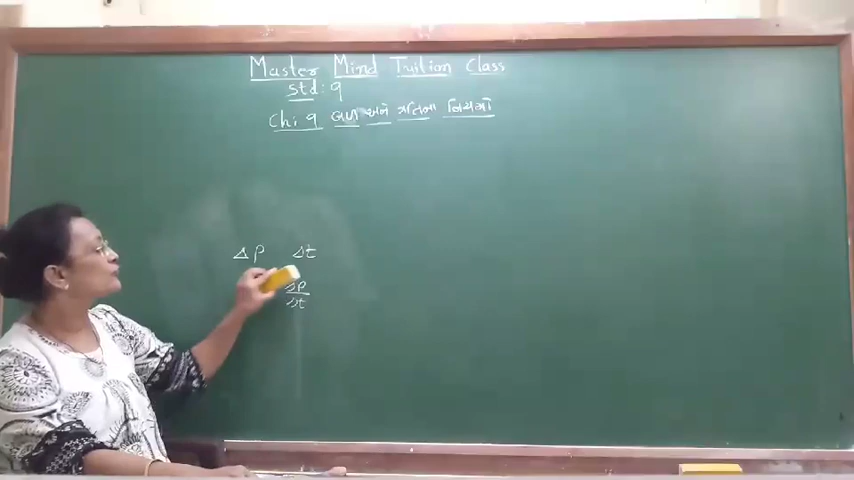 Master Mind Tuition Class
std : 9
Ch : 9 બળ અને ગતિના નિયમો
Δp Δt
Δp
Δt